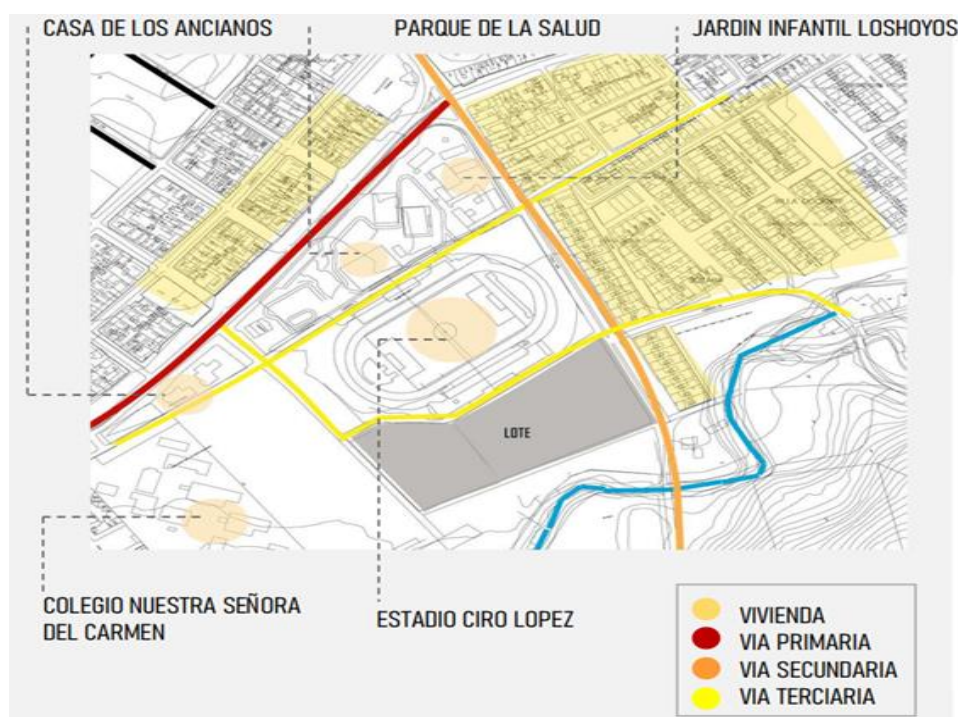 CASA DE LOS ANCIANOS
PARQUE DE LA SALUD
JARDIN INFANTIL LOSHOYOS
LOTE
COLEGIO NUESTRA SEÑORA
DEL CARMEN
ESTADIO CIRO LOPEZ
VIVIENDA
VIA PRIMARIA
VIA SECUNDARIA
VIA TERCIARIA